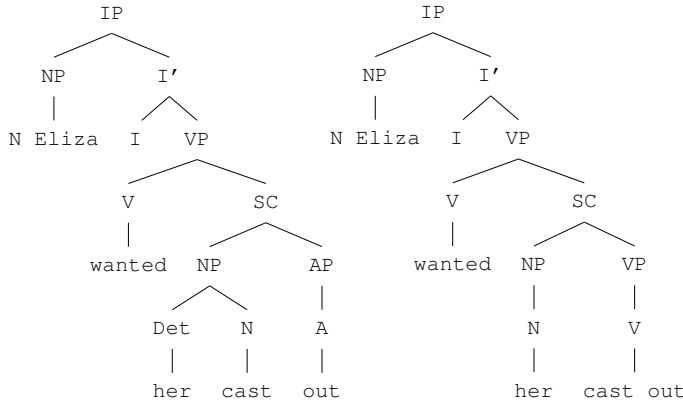 IP IP
NP I' NP I'
N Eliza I VP N Eliza I VP
V SC V SC
wanted NP AP wanted NP VP
Det N A N V
her cast out her cast out